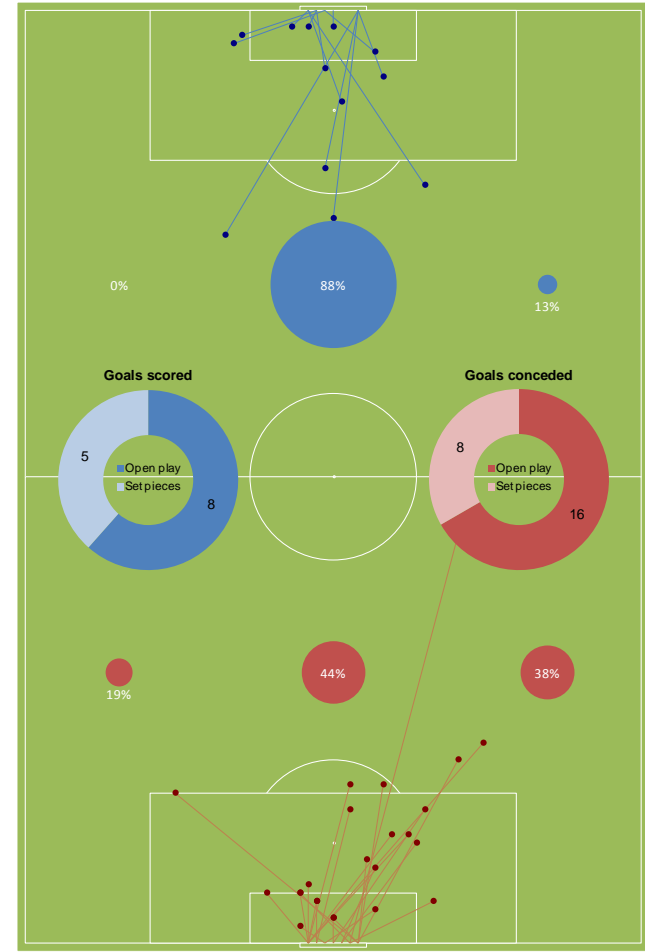 0%
88%
13%
Goals scored
Goals conceded
5
Open play
Set pieces
8
8
Open play
Set pieces
16
19%
44%
38%